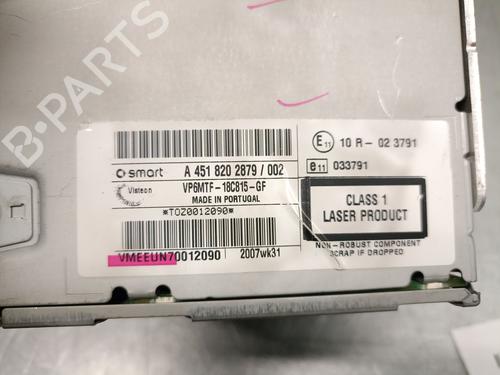 B-PARTS
smart
A 451 820 2879 / 002
Visteon
VP6MTF-18C815-GF
MADE IN PORTUGAL
*TOZ0012090*
VMEEUN70012090
2007wk31
E11 10 R - 02 3791
e11 033791
CLASS 1
LASER PRODUCT
NON-ROBUST COMPONENT
SCRAP IF DROPPED